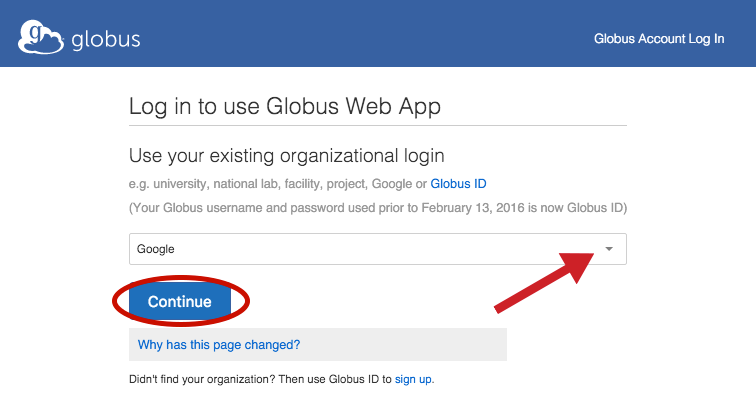 globus
Globus Account Log In
Log in to use Globus Web App
Use your existing organizational login
e.g. university, national lab, facility, project, Google or Globus ID
(Your Globus username and password used prior to February 13, 2016 is now Globus ID)
Google
Continue
Why has this page changed?
Didn't find your organization? Then use Globus ID to sign up.